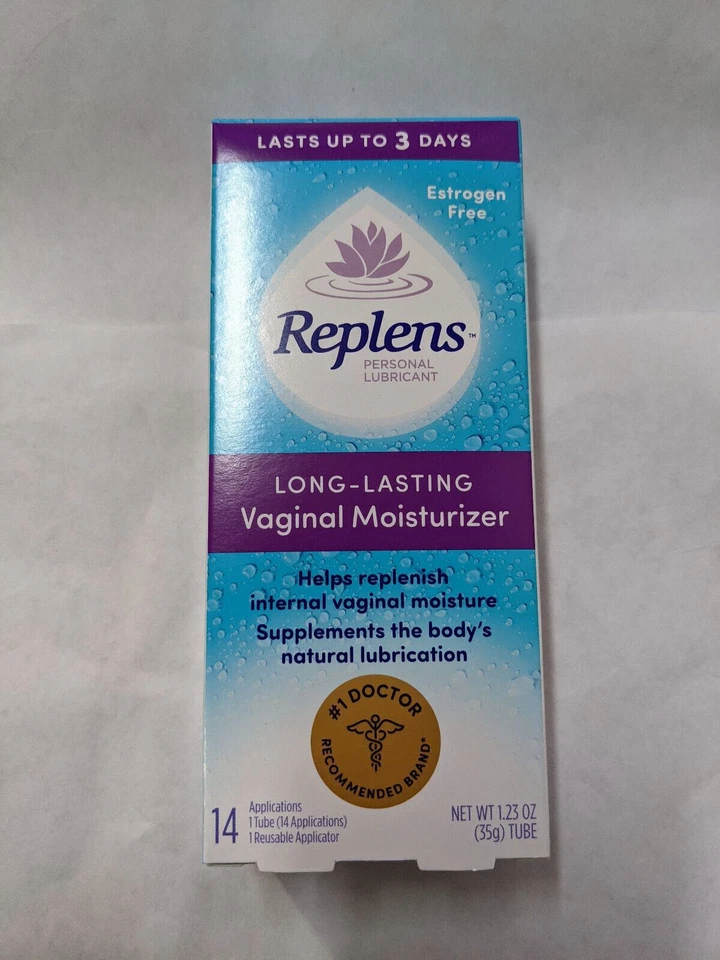 LASTS UP TO 3 DAYS
Estrogen
Free
Replens™
PERSONAL
LUBRICANT
LONG-LASTING
Vaginal Moisturizer
Helps replenish
internal vaginal moisture
Supplements the body's
natural lubrication
#1 DOCTOR
RECOMMENDED BRAND*
14
Applications
1 Tube (14 Applications)
1 Reusable Applicator
NET WT 1.23 OZ
(35g) TUBE